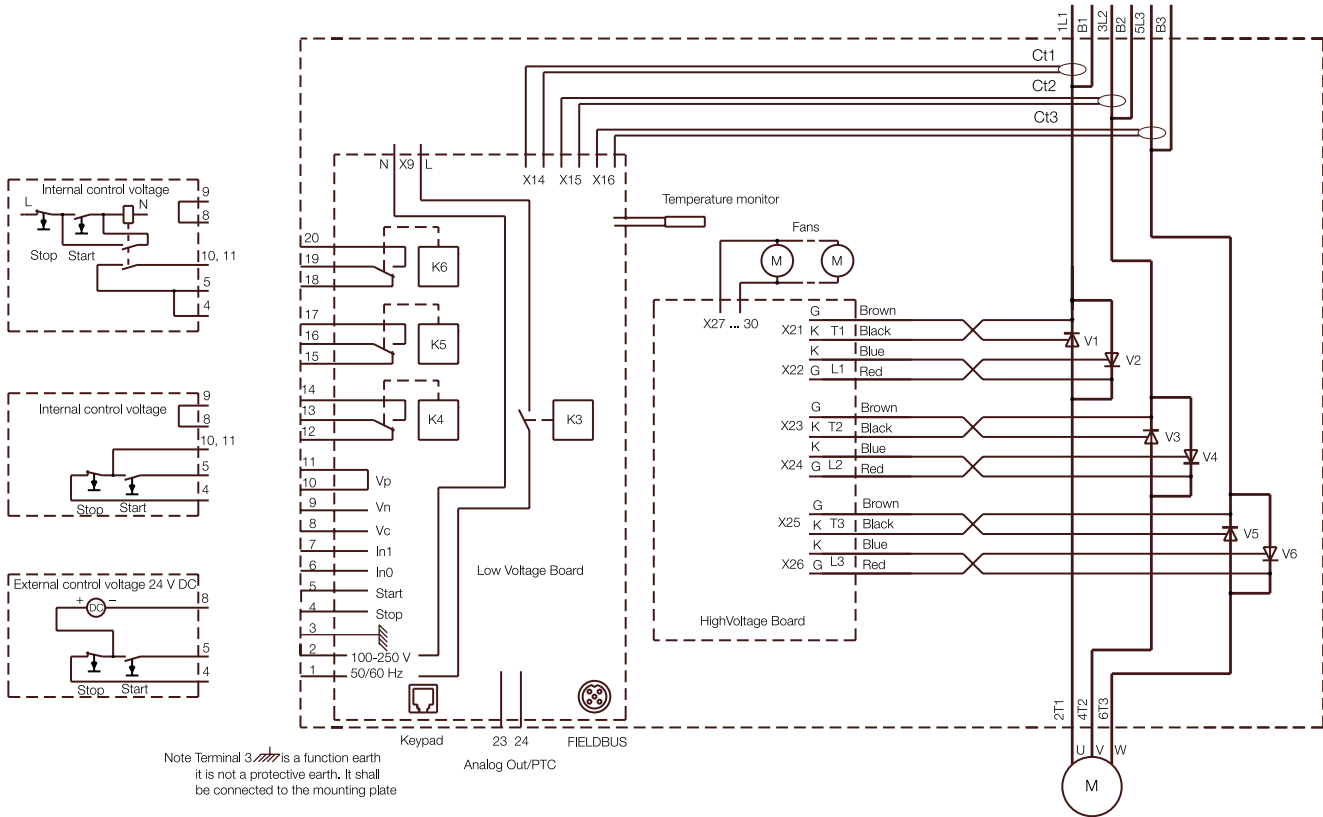 1L1
B1
3L2
B2
5L3
B3
Ct1
Ct2
Ct3
N X9 L
X14 X15 X16
Internal control voltage
L N
Stop Start
9
8
10, 11
5
4
Temperature monitor
Fans
M M
X27 ... 30
20
19
18
K6
17
16
15
K5
14
13
12
K4
K3
11
10 Vp
9 Vn
8 Vc
7 In1
6 In0
5 Start
4 Stop
3
2 100-250 V
1 50/60 Hz
Low Voltage Board
Internal control voltage
9
8
10, 11
5
4
Stop Start
External control voltage 24 V DC
+ DC −
8
5
4
Stop Start
G Brown
X21 K T1 Black
K Blue
X22 G L1 Red
V1
V2
G Brown
X23 K T2 Black
K Blue
X24 G L2 Red
V3
V4
G Brown
X25 K T3 Black
K Blue
X26 G L3 Red
V5
V6
HighVoltage Board
Keypad
23 24
Analog Out/PTC
FIELDBUS
2T1
4T2
6T3
U V W
M
Note Terminal 3 is a function earth
it is not a protective earth. It shall
be connected to the mounting plate